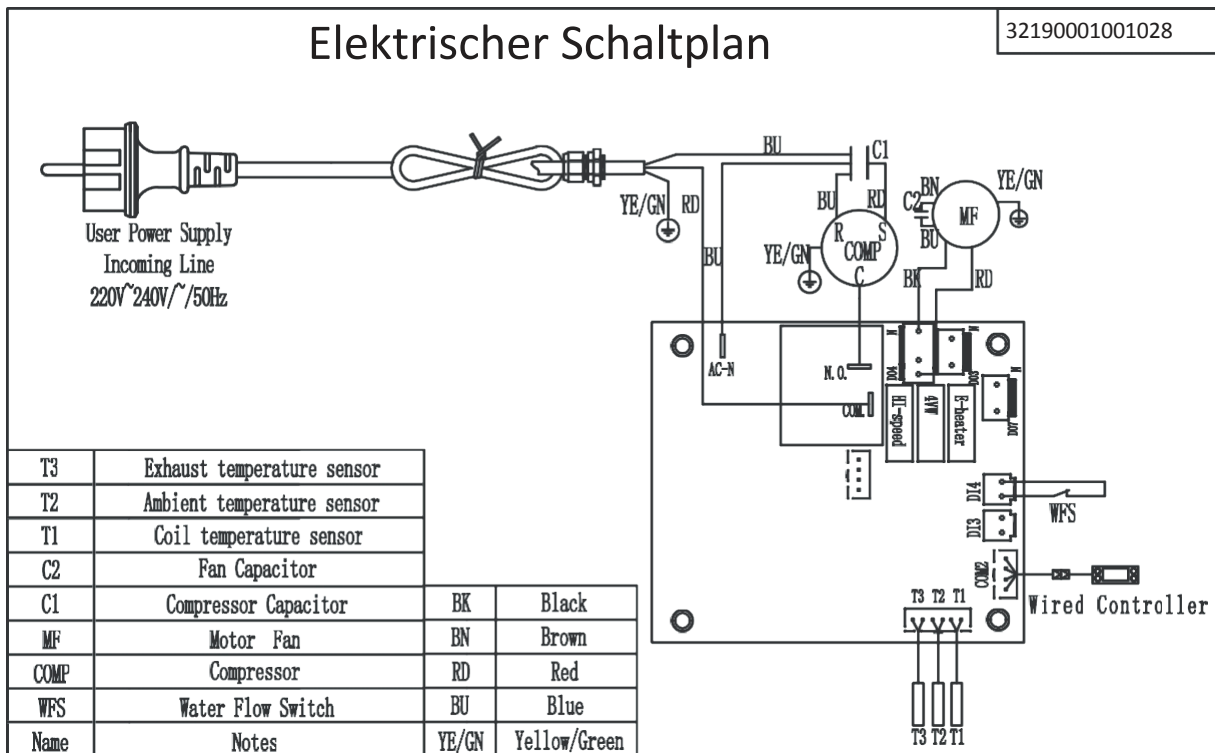 Elektrischer Schaltplan
32190001001028
BU
C1
BN
YE/GN
C2
MF
BU
YE/GN
RD
BU
RD
R
S
COMP
C
YE/GN
BU
BK
RD
User Power Supply
Incoming Line
220V~240V/~/50Hz
AC-N
N.O.
COM.
N
DO4
N
DO3
N
DO7
HI-speed
4VW
E-heater
DI4
WFS
DI3
COM2
Wired Controller
T3 T2 T1
T3 T2 T1
T3 Exhaust temperature sensor
T2 Ambient temperature sensor
T1 Coil temperature sensor
C2 Fan Capacitor
C1 Compressor Capacitor BK Black
MF Motor Fan BN Brown
COMP Compressor RD Red
WFS Water Flow Switch BU Blue
Name Notes YE/GN Yellow/Green